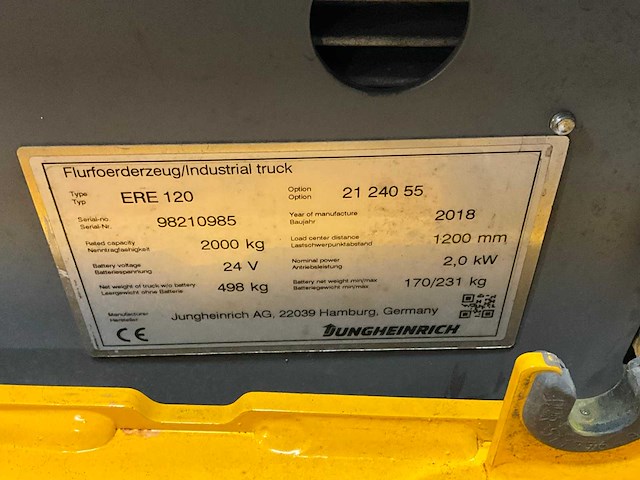 Flurfoerderzeug/Industrial truck
Type
Typ
ERE 120
Option
Option
21 240 55
Serial-no.
Serial-Nr.
98210985
Year of manufacture
Baujahr
2018
Rated capacity
Nenntragfaehigkeit
2000 kg
Load center distance
Lastschwerpunktabstand
1200 mm
Battery voltage
Batteriespannung
24 V
Nominal power
Antriebsleistung
2,0 kW
Net weight of truck w/o battery
Leergewicht ohne Batterie
498 kg
Battery net weight min/max
Batteriegewicht min/max
170/231 kg
Manufacturer
Hersteller
Jungheinrich AG, 22039 Hamburg, Germany
CE
JUNGHEINRICH